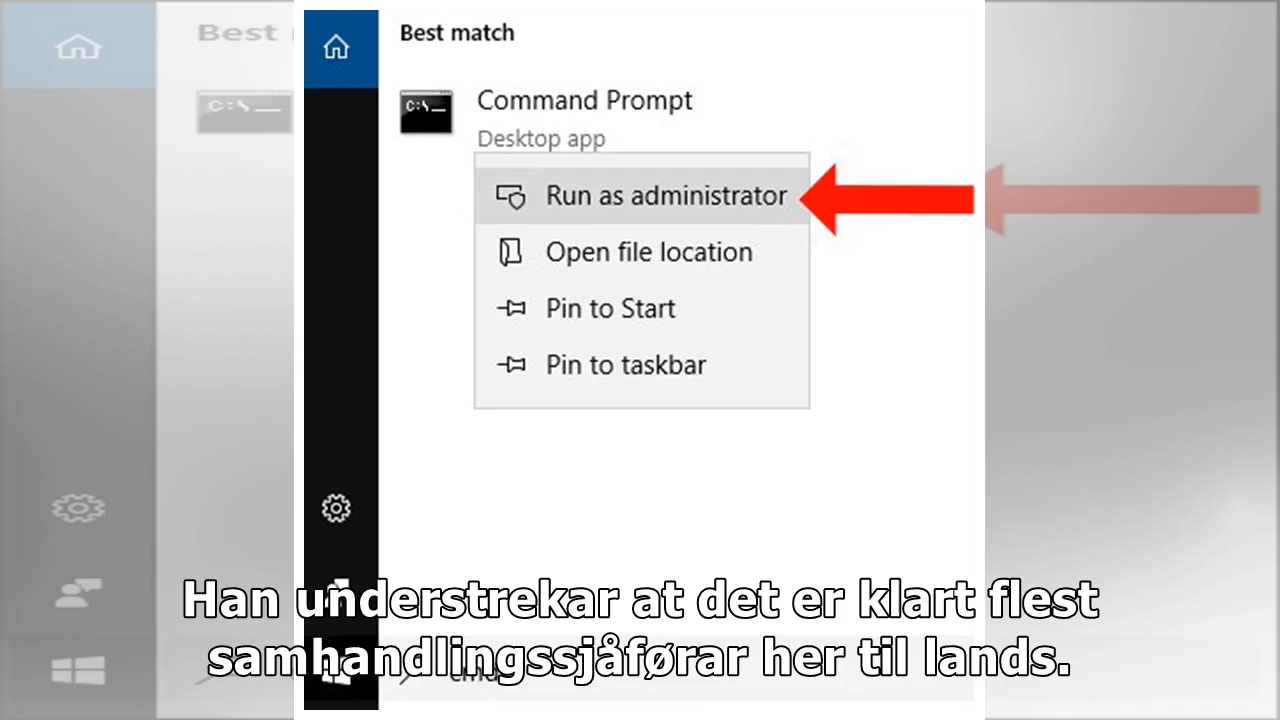 Best match
Command Prompt
Desktop app
Run as administrator
Open file location
Pin to Start
Pin to taskbar
Han understrekar at det er klart flest
samhandlingssjåførar her til lands.
cmd